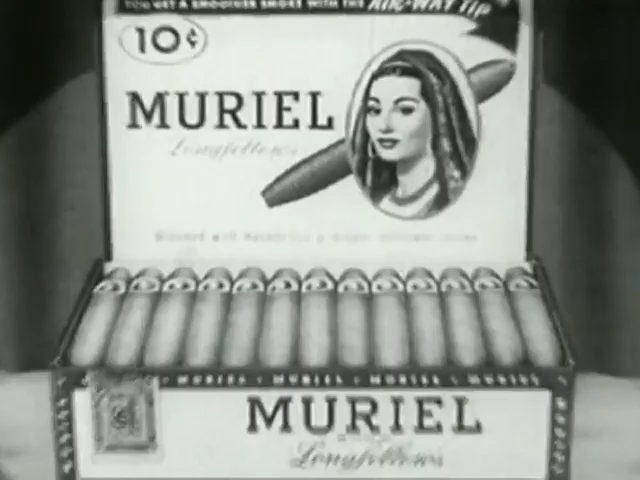 YOU GET A SMOOTHER SMOKE WITH THE AIR-WAY TIP
10¢
MURIEL
Longfellows
MURIEL • MURIEL • MURIEL • MURIEL
MURIEL
Longfellows